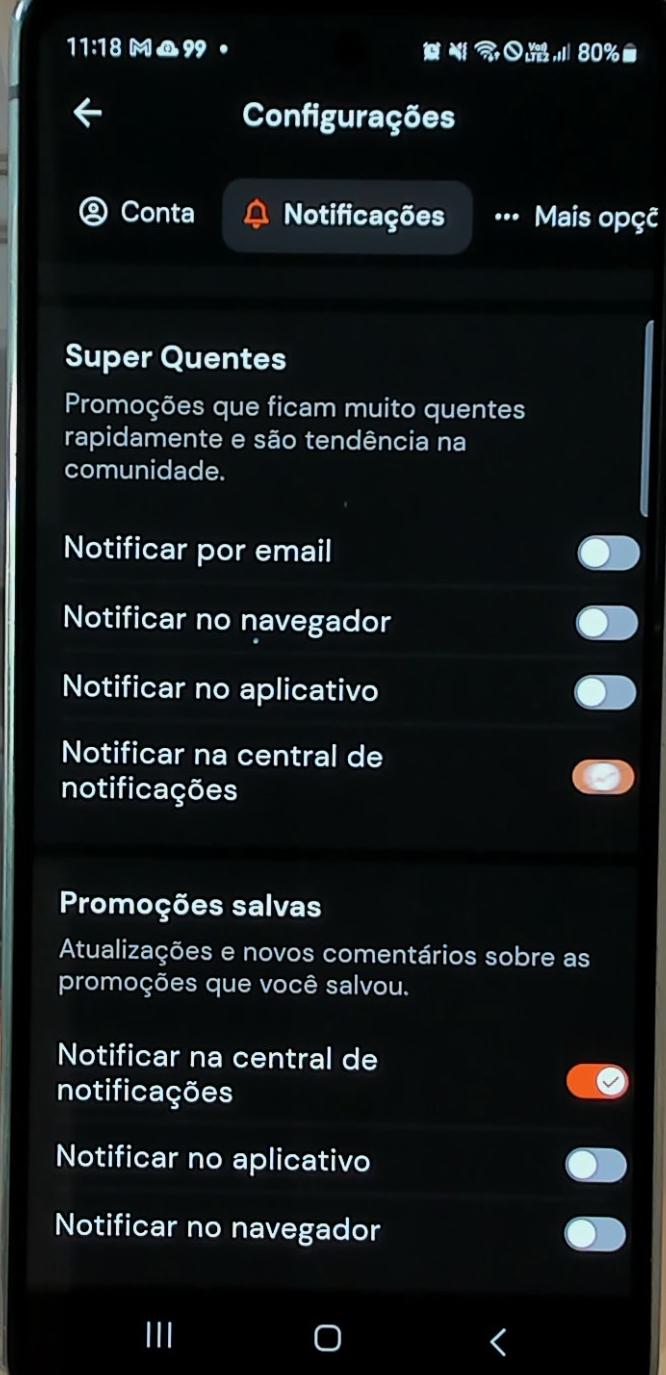 11:18 99
80%
Configurações
Conta Notificações ... Mais opçõ
Super Quentes
Promoções que ficam muito quentes
rapidamente e são tendência na
comunidade.
Notificar por email
Notificar no navegador
Notificar no aplicativo
Notificar na central de
notificações
Promoções salvas
Atualizações e novos comentários sobre as
promoções que você salvou.
Notificar na central de
notificações
Notificar no aplicativo
Notificar no navegador